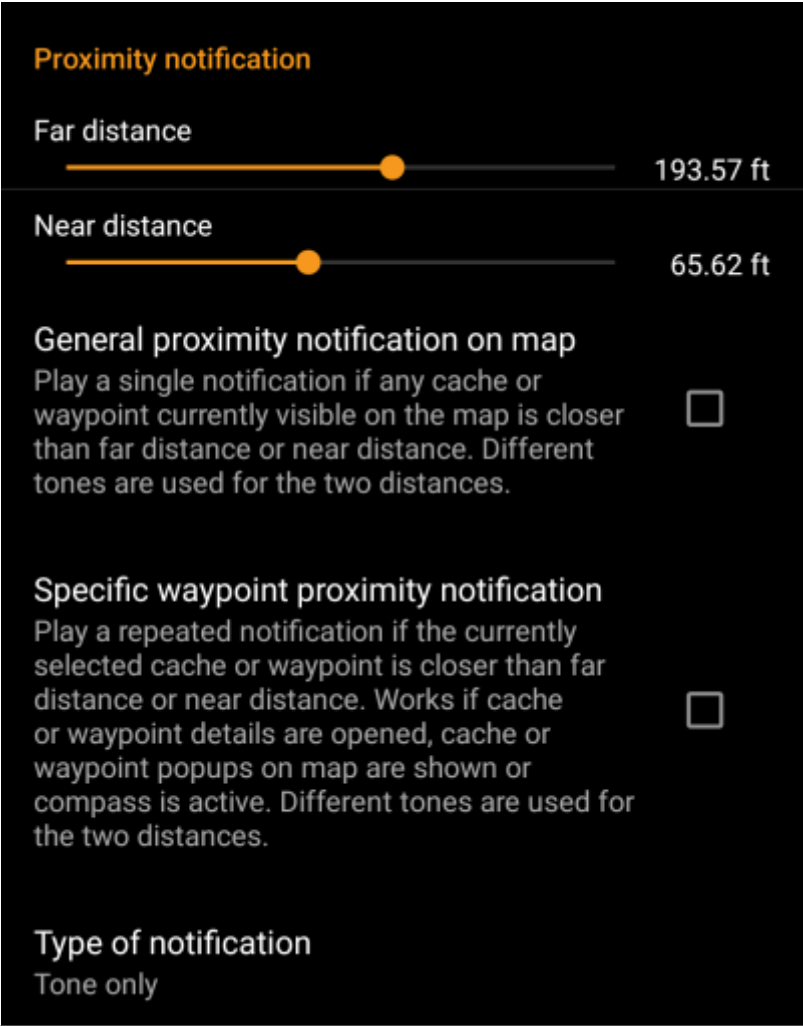 Proximity notification
Far distance
193.57 ft
Near distance
65.62 ft
General proximity notification on map
Play a single notification if any cache or
waypoint currently visible on the map is closer
than far distance or near distance. Different
tones are used for the two distances.
Specific waypoint proximity notification
Play a repeated notification if the currently
selected cache or waypoint is closer than far
distance or near distance. Works if cache
or waypoint details are opened, cache or
waypoint popups on map are shown or
compass is active. Different tones are used for
the two distances.
Type of notification
Tone only